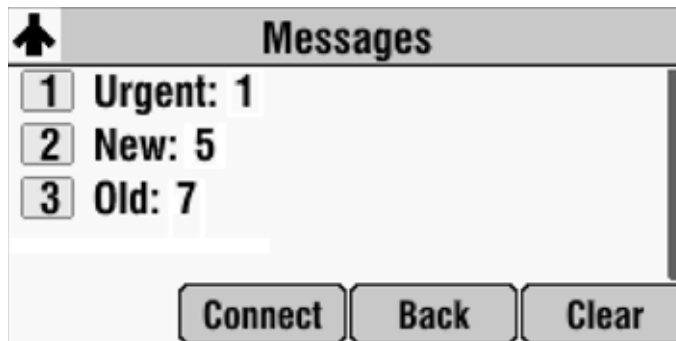 Messages
1 Urgent: 1
2 New: 5
3 Old: 7
Connect Back Clear